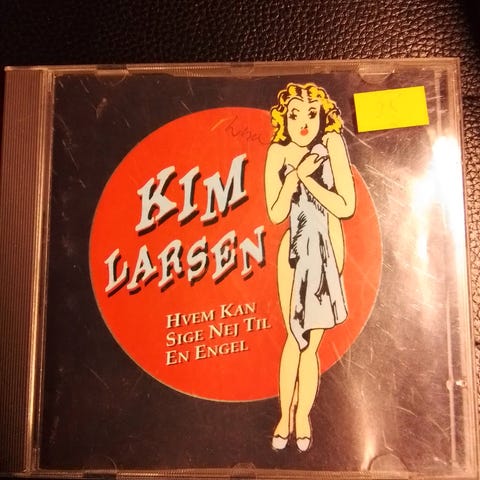 KIM
LARSEN
HVEM KAN
SIGE NEJ TIL
EN ENGEL